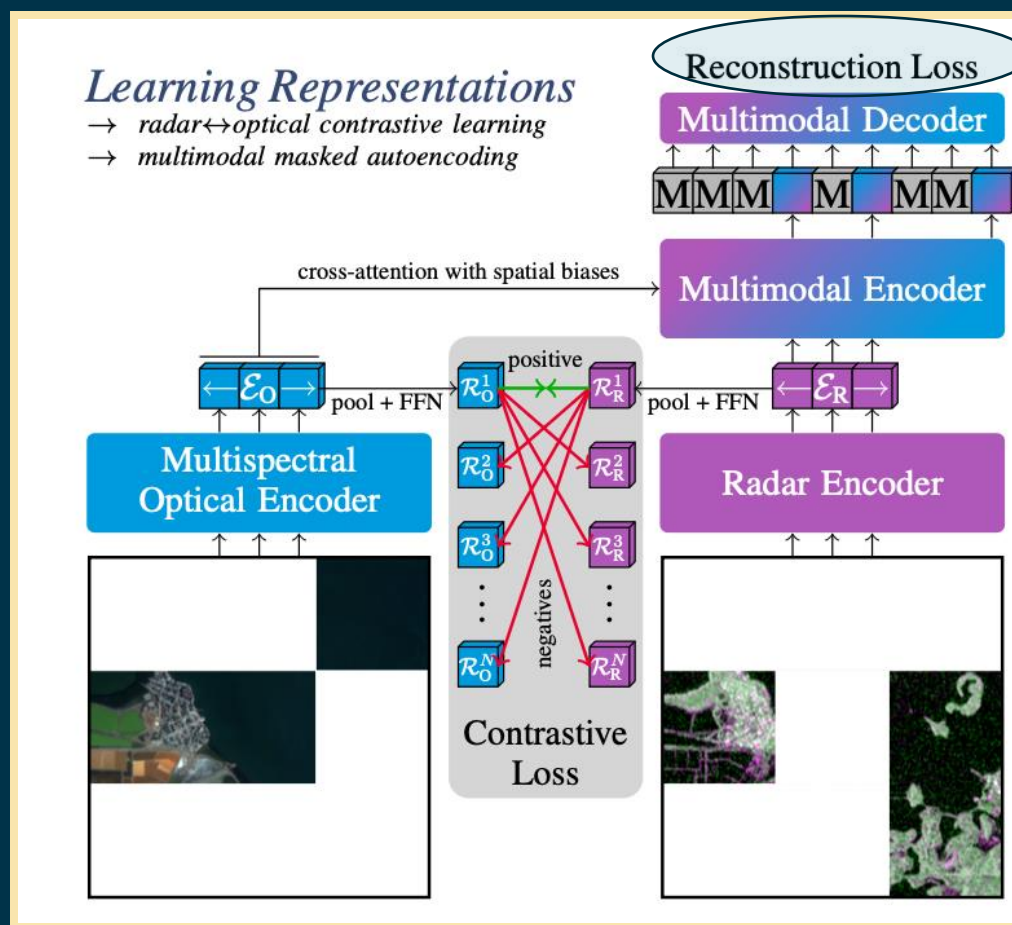 Learning Representations
→ radar↔optical contrastive learning
→ multimodal masked autoencoding
Reconstruction Loss
Multimodal Decoder
M M M M M M
cross-attention with spatial biases
Multimodal Encoder
← ℰO →
pool + FFN
positive
pool + FFN
← ℰR →
ℛ1O
ℛ1R
ℛ2O
ℛ2R
ℛ3O
ℛ3R
⋮
⋮
negatives
ℛNO
ℛNR
Contrastive
Loss
Multispectral
Optical Encoder
Radar Encoder